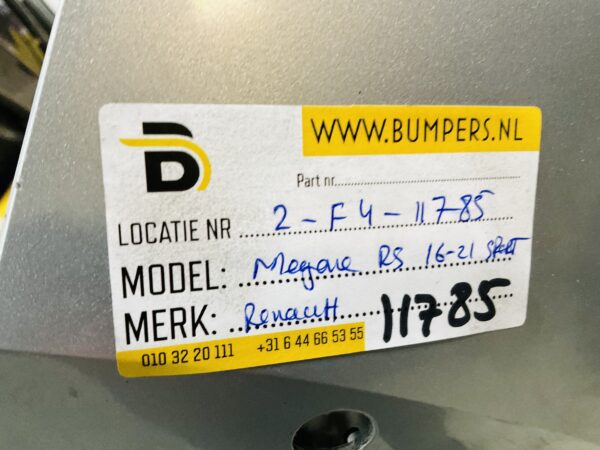 WWW.BUMPERS.NL
Part nr
LOCATIE NR 2-F4-11785
MODEL: Megane RS 16-21 SPORT
MERK: Renault 11785
010 32 20 111 +31 6 44 66 53 55